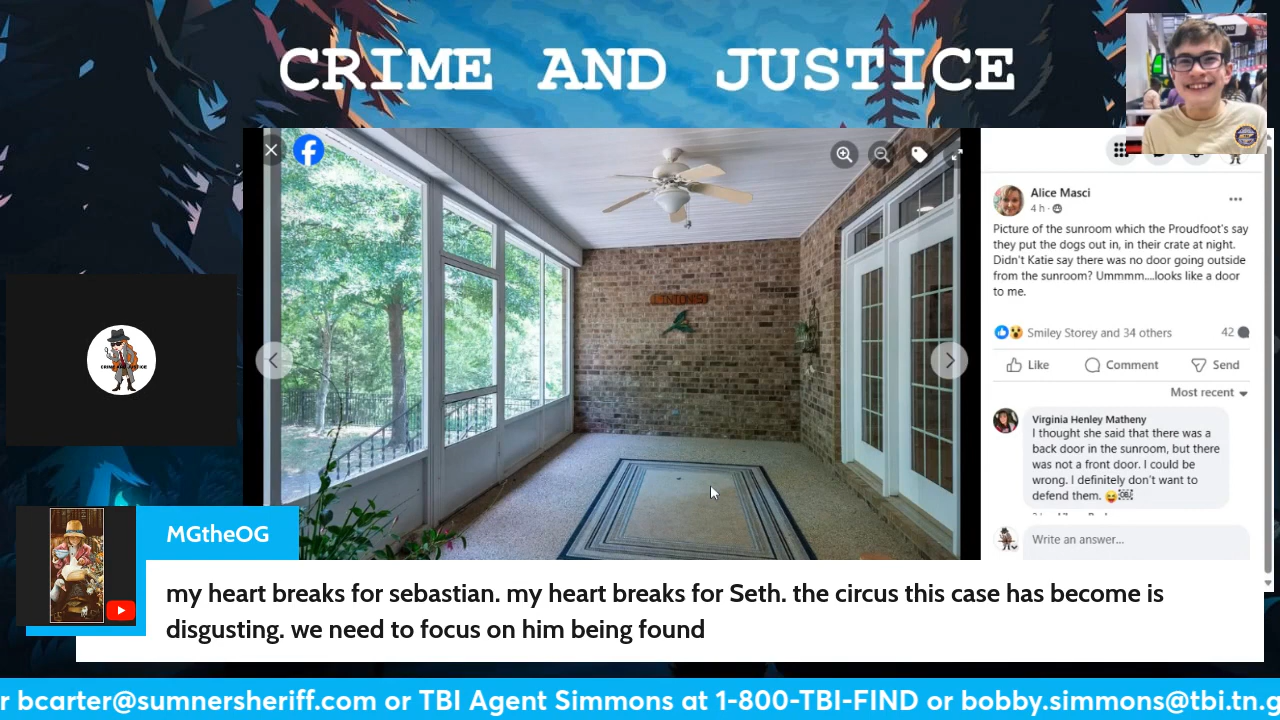 CRIME AND JUSTICE
Alice Masci
4 h ·
Picture of the sunroom which the Proudfoot's say
they put the dogs out in, in their crate at night.
Didn't Katie say there was no door going outside
from the sunroom? Ummmm....looks like a door
to me.
Smiley Storey and 34 others 42
Like Comment Send
Most recent
Virginia Henley Matheny
I thought she said that there was a
back door in the sunroom, but there
was not a front door. I could be
wrong. I definitely don't want to
defend them.
Write an answer...
CRIME AND JUSTICE
MGtheOG
my heart breaks for sebastian. my heart breaks for Seth. the circus this case has become is
disgusting. we need to focus on him being found
r bcarter@sumnersheriff.com or TBI Agent Simmons at 1-800-TBI-FIND or bobby.simmons@tbi.tn.g